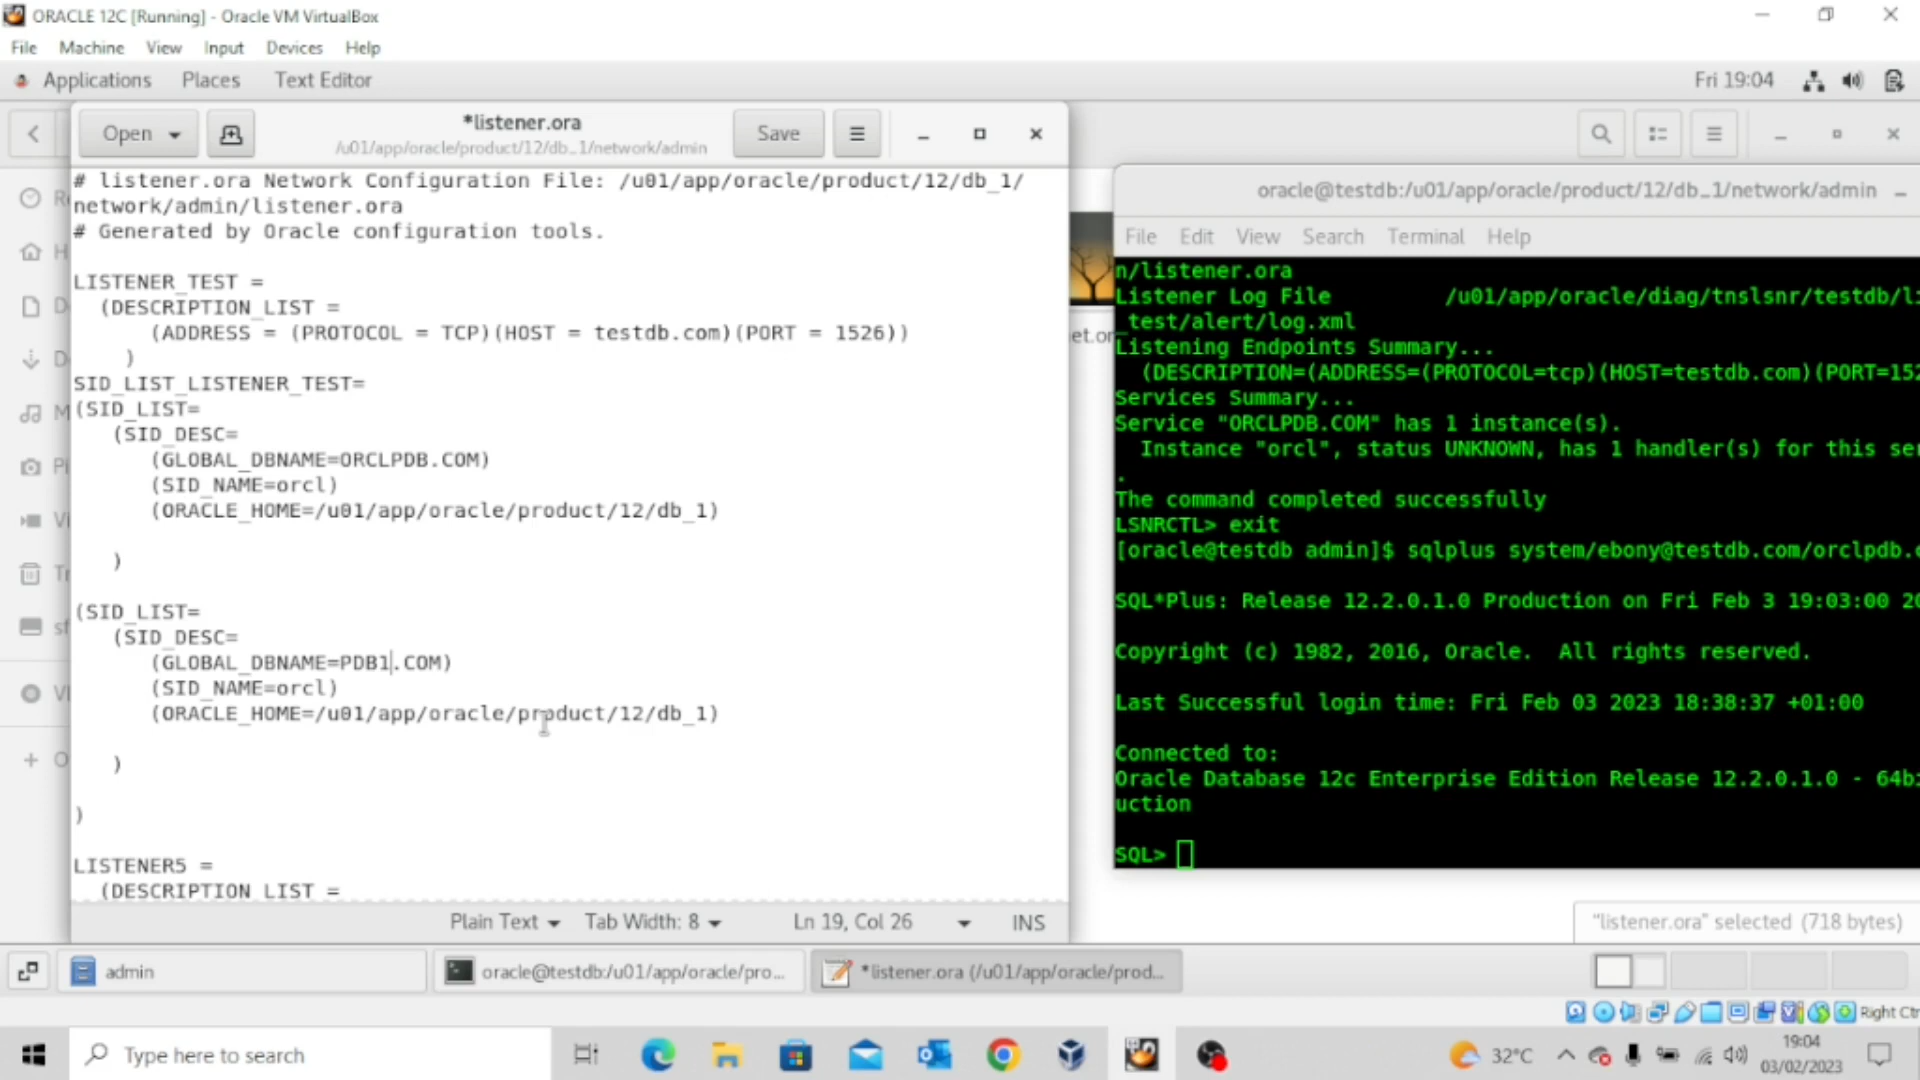 ORACLE 12C [Running] - Oracle VM VirtualBox
File Machine View Input Devices Help
Applications Places Text Editor
Fri 19:04
Open
*listener.ora
/u01/app/oracle/product/12/db_1/network/admin
Save
# listener.ora Network Configuration File: /u01/app/oracle/product/12/db_1/
network/admin/listener.ora
# Generated by Oracle configuration tools.
LISTENER_TEST =
(DESCRIPTION_LIST =
(ADDRESS = (PROTOCOL = TCP)(HOST = testdb.com)(PORT = 1526))
)
SID_LIST_LISTENER_TEST=
(SID_LIST=
(SID_DESC=
(GLOBAL_DBNAME=ORCLPDB.COM)
(SID_NAME=orcl)
(ORACLE_HOME=/u01/app/oracle/product/12/db_1)
)
(SID_LIST=
(SID_DESC=
(GLOBAL_DBNAME=PDB1.COM)
(SID_NAME=orcl)
(ORACLE_HOME=/u01/app/oracle/product/12/db_1)
)
)
LISTENER5 =
(DESCRIPTION_LIST =
Plain Text Tab Width: 8 Ln 19, Col 26 INS
oracle@testdb:/u01/app/oracle/product/12/db_1/network/admin
File Edit View Search Terminal Help
n/listener.ora
Listener Log File /u01/app/oracle/diag/tnslsnr/testdb/li
_test/alert/log.xml
Listening Endpoints Summary...
(DESCRIPTION=(ADDRESS=(PROTOCOL=tcp)(HOST=testdb.com)(PORT=152
Services Summary...
Service "ORCLPDB.COM" has 1 instance(s).
Instance "orcl", status UNKNOWN, has 1 handler(s) for this ser
.
The command completed successfully
LSNRCTL> exit
[oracle@testdb admin]$ sqlplus system/ebony@testdb.com/orclpdb.c
SQL*Plus: Release 12.2.0.1.0 Production on Fri Feb 3 19:03:00 20
Copyright (c) 1982, 2016, Oracle. All rights reserved.
Last Successful login time: Fri Feb 03 2023 18:38:37 +01:00
Connected to:
Oracle Database 12c Enterprise Edition Release 12.2.0.1.0 - 64bi
uction
SQL>
"listener.ora" selected (718 bytes)
admin
oracle@testdb:/u01/app/oracle/pro...
*listener.ora (/u01/app/oracle/prod...
Right Ctr
Type here to search
32°C
19:04
03/02/2023